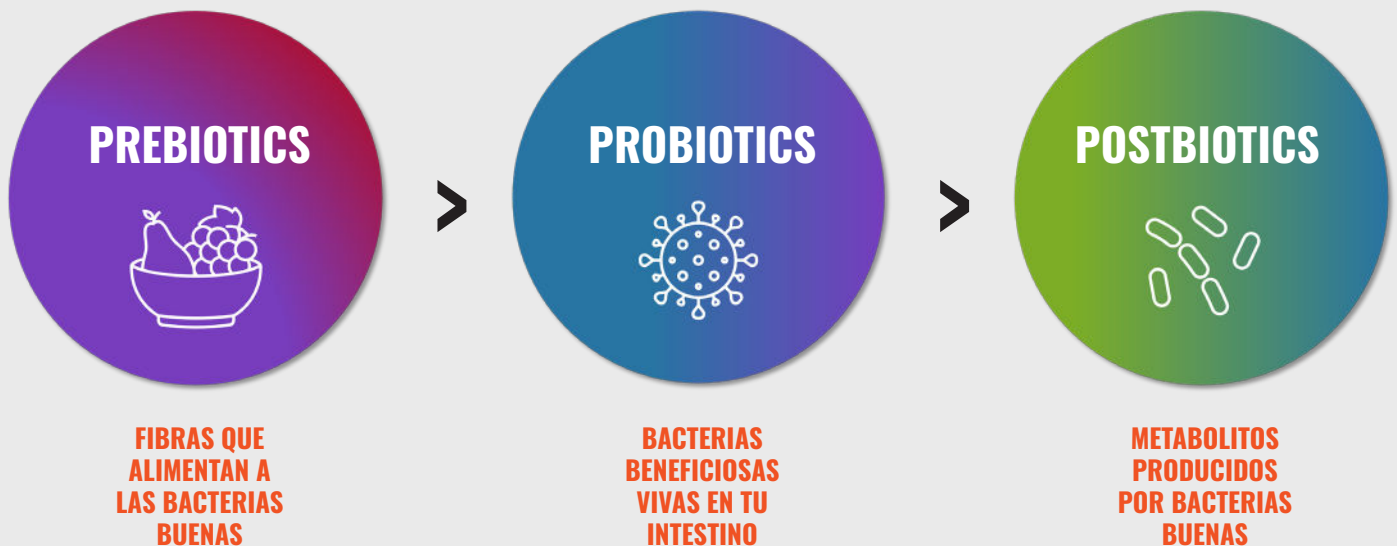 PREBIOTICS
>
PROBIOTICS
>
POSTBIOTICS
FIBRAS QUE
ALIMENTAN A
LAS BACTERIAS
BUENAS
BACTERIAS
BENEFICIOSAS
VIVAS EN TU
INTESTINO
METABOLITOS
PRODUCIDOS
POR BACTERIAS
BUENAS